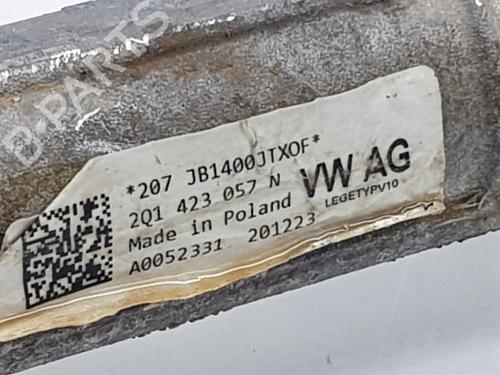 B-PARTS
*207 JB1400JTXOF*
2Q1 423 057 N
Made in Poland
A0052331 201223
VW AG
LEGETYPV10